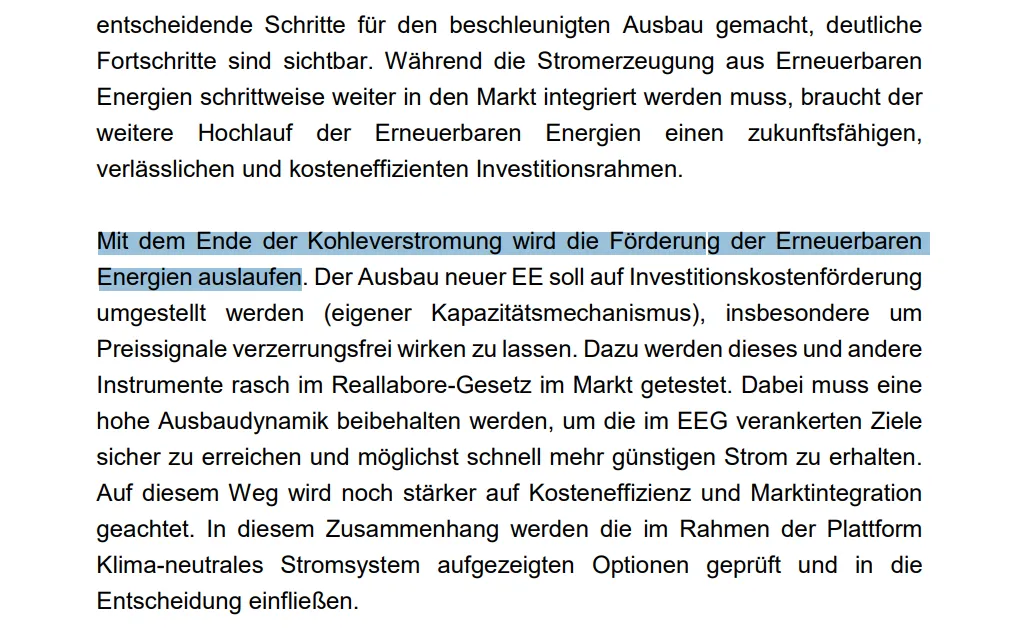 entscheidende Schritte für den beschleunigten Ausbau gemacht, deutliche
Fortschritte sind sichtbar. Während die Stromerzeugung aus Erneuerbaren
Energien schrittweise weiter in den Markt integriert werden muss, braucht der
weitere Hochlauf der Erneuerbaren Energien einen zukunftsfähigen,
verlässlichen und kosteneffizienten Investitionsrahmen.
Mit dem Ende der Kohleverstromung wird die Förderung der Erneuerbaren
Energien auslaufen. Der Ausbau neuer EE soll auf Investitionskostenförderung
umgestellt werden (eigener Kapazitätsmechanismus), insbesondere um
Preissignale verzerrungsfrei wirken zu lassen. Dazu werden dieses und andere
Instrumente rasch im Reallabore-Gesetz im Markt getestet. Dabei muss eine
hohe Ausbaudynamik beibehalten werden, um die im EEG verankerten Ziele
sicher zu erreichen und möglichst schnell mehr günstigen Strom zu erhalten.
Auf diesem Weg wird noch stärker auf Kosteneffizienz und Marktintegration
geachtet. In diesem Zusammenhang werden die im Rahmen der Plattform
Klima-neutrales Stromsystem aufgezeigten Optionen geprüft und in die
Entscheidung einfließen.